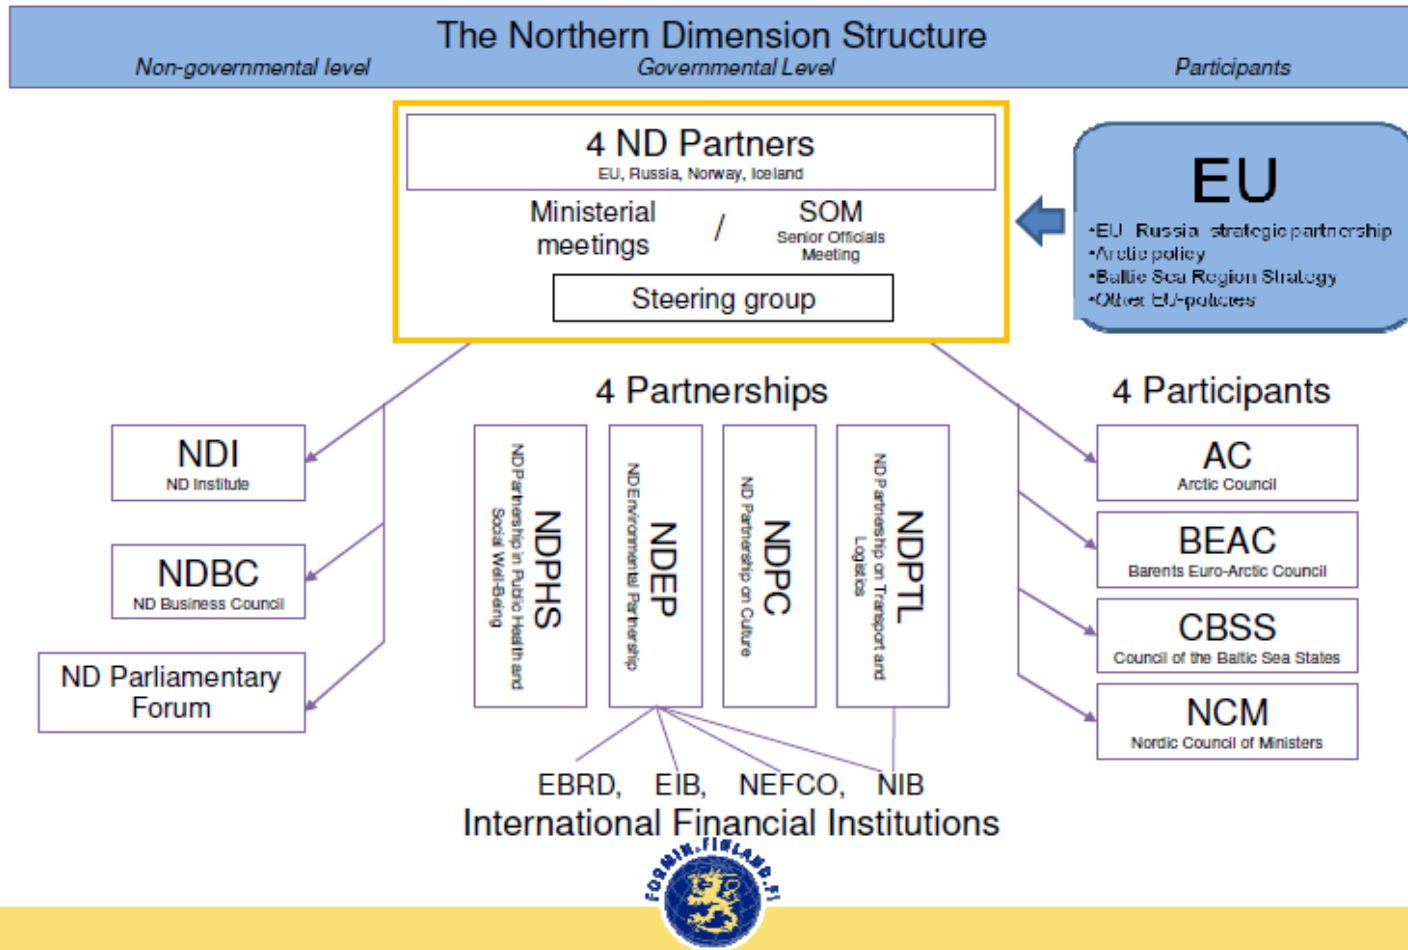 The Northern Dimension Structure
Non-governmental level
Governmental Level
Participants
4 ND Partners
EU, Russia, Norway, Iceland
Ministerial
meetings
/
SOM
Senior Officials
Meeting
Steering group
EU
•EU Russia strategic partnership
•Arctic policy
•Baltic Sea Region Strategy
•Other EU-policies
4 Partnerships
4 Participants
NDI
ND Institute
NDBC
ND Business Council
ND Parliamentary
Forum
NDPHS
ND Partnership in Public Health and
Social Well-Being
NDEP
ND Environmental Partnership
NDPC
ND Partnership on Culture
NDPTL
ND Partnership on Transport and
Logistics
AC
Arctic Council
BEAC
Barents Euro-Arctic Council
CBSS
Council of the Baltic Sea States
NCM
Nordic Council of Ministers
EBRD, EIB, NEFCO, NIB
International Financial Institutions
FORMIN.FINLAND.FI